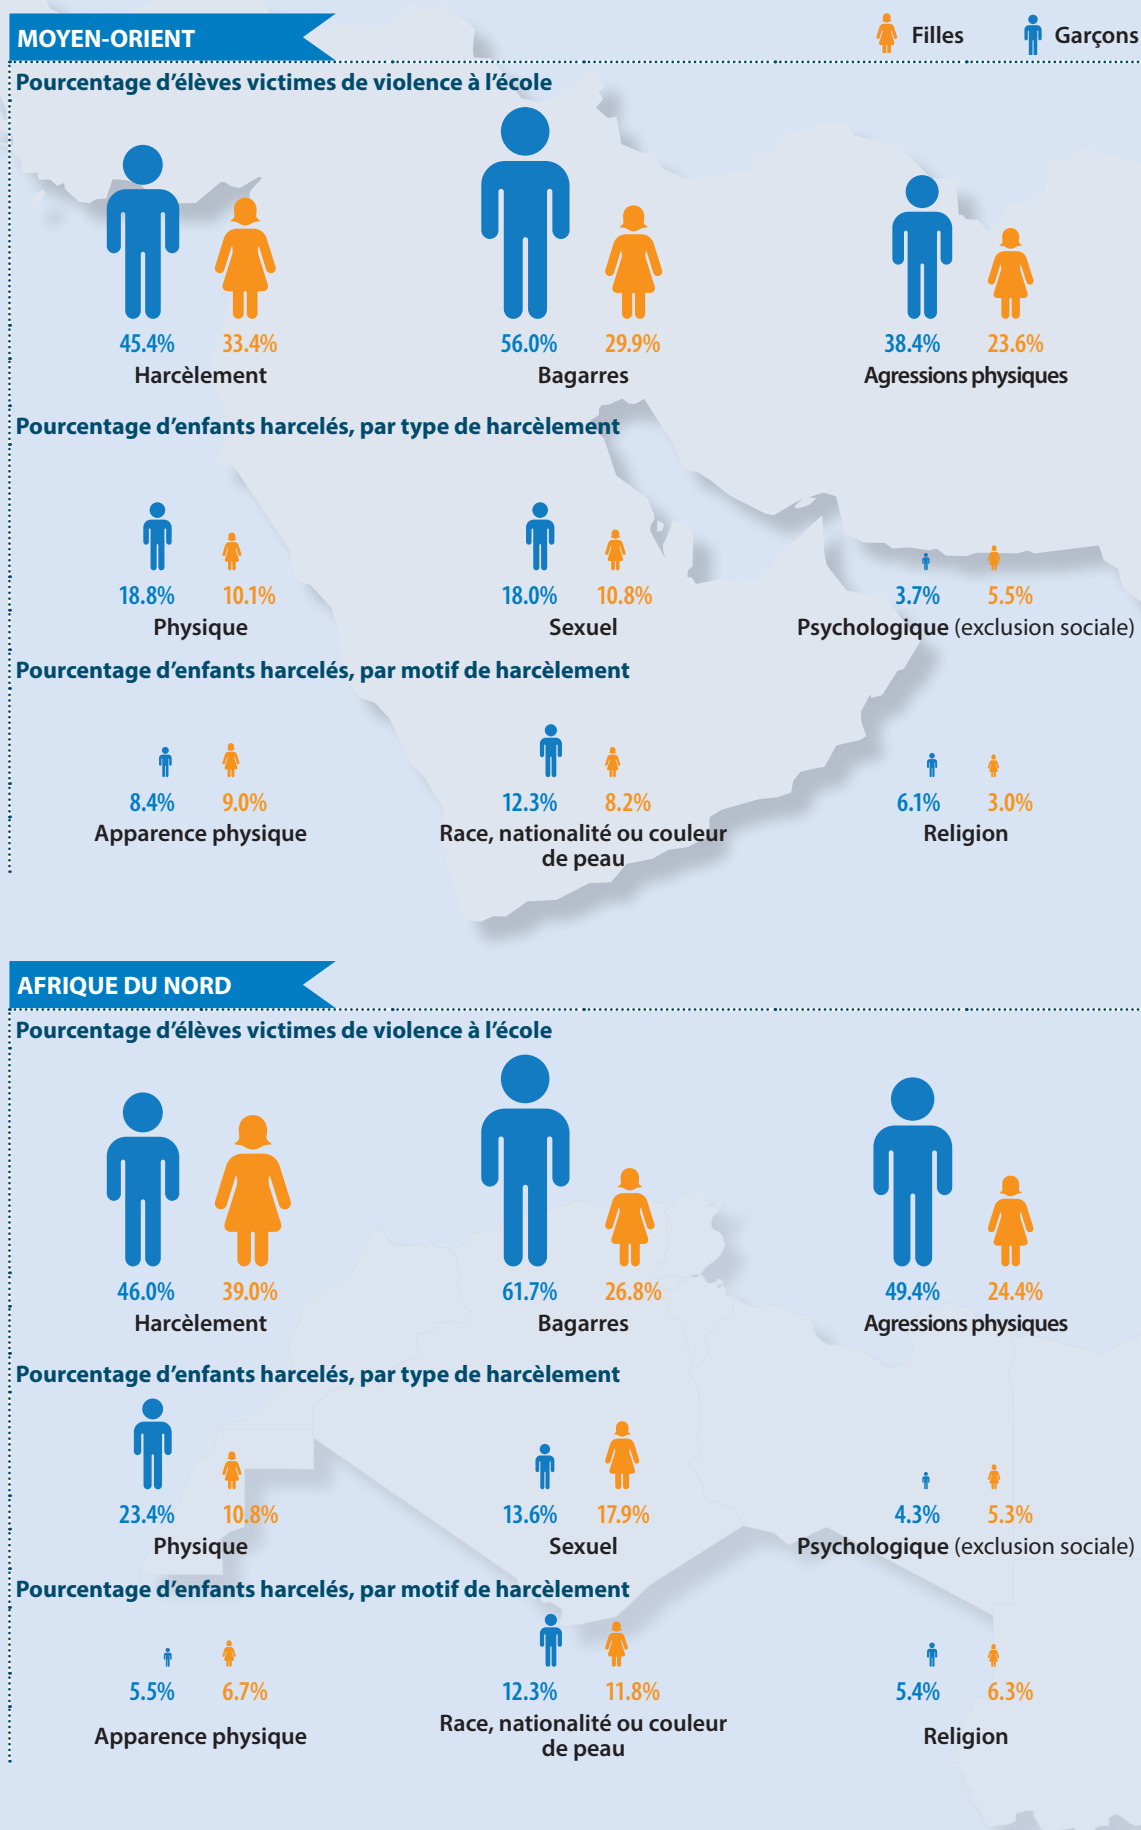 MOYEN-ORIENT
Filles Garçons
Pourcentage d’élèves victimes de violence à l’école
45.4% 33.4% 56.0% 29.9% 38.4% 23.6%
Harcèlement Bagarres Agressions physiques
Pourcentage d’enfants harcelés, par type de harcèlement
18.8% 10.1% 18.0% 10.8% 3.7% 5.5%
Physique Sexuel Psychologique (exclusion sociale)
Pourcentage d’enfants harcelés, par motif de harcèlement
8.4% 9.0% 12.3% 8.2% 6.1% 3.0%
Apparence physique Race, nationalité ou couleur Religion
de peau
AFRIQUE DU NORD
Pourcentage d’élèves victimes de violence à l’école
46.0% 39.0% 61.7% 26.8% 49.4% 24.4%
Harcèlement Bagarres Agressions physiques
Pourcentage d’enfants harcelés, par type de harcèlement
23.4% 10.8% 13.6% 17.9% 4.3% 5.3%
Physique Sexuel Psychologique (exclusion sociale)
Pourcentage d’enfants harcelés, par motif de harcèlement
5.5% 6.7% 12.3% 11.8% 5.4% 6.3%
Apparence physique Race, nationalité ou couleur Religion
de peau